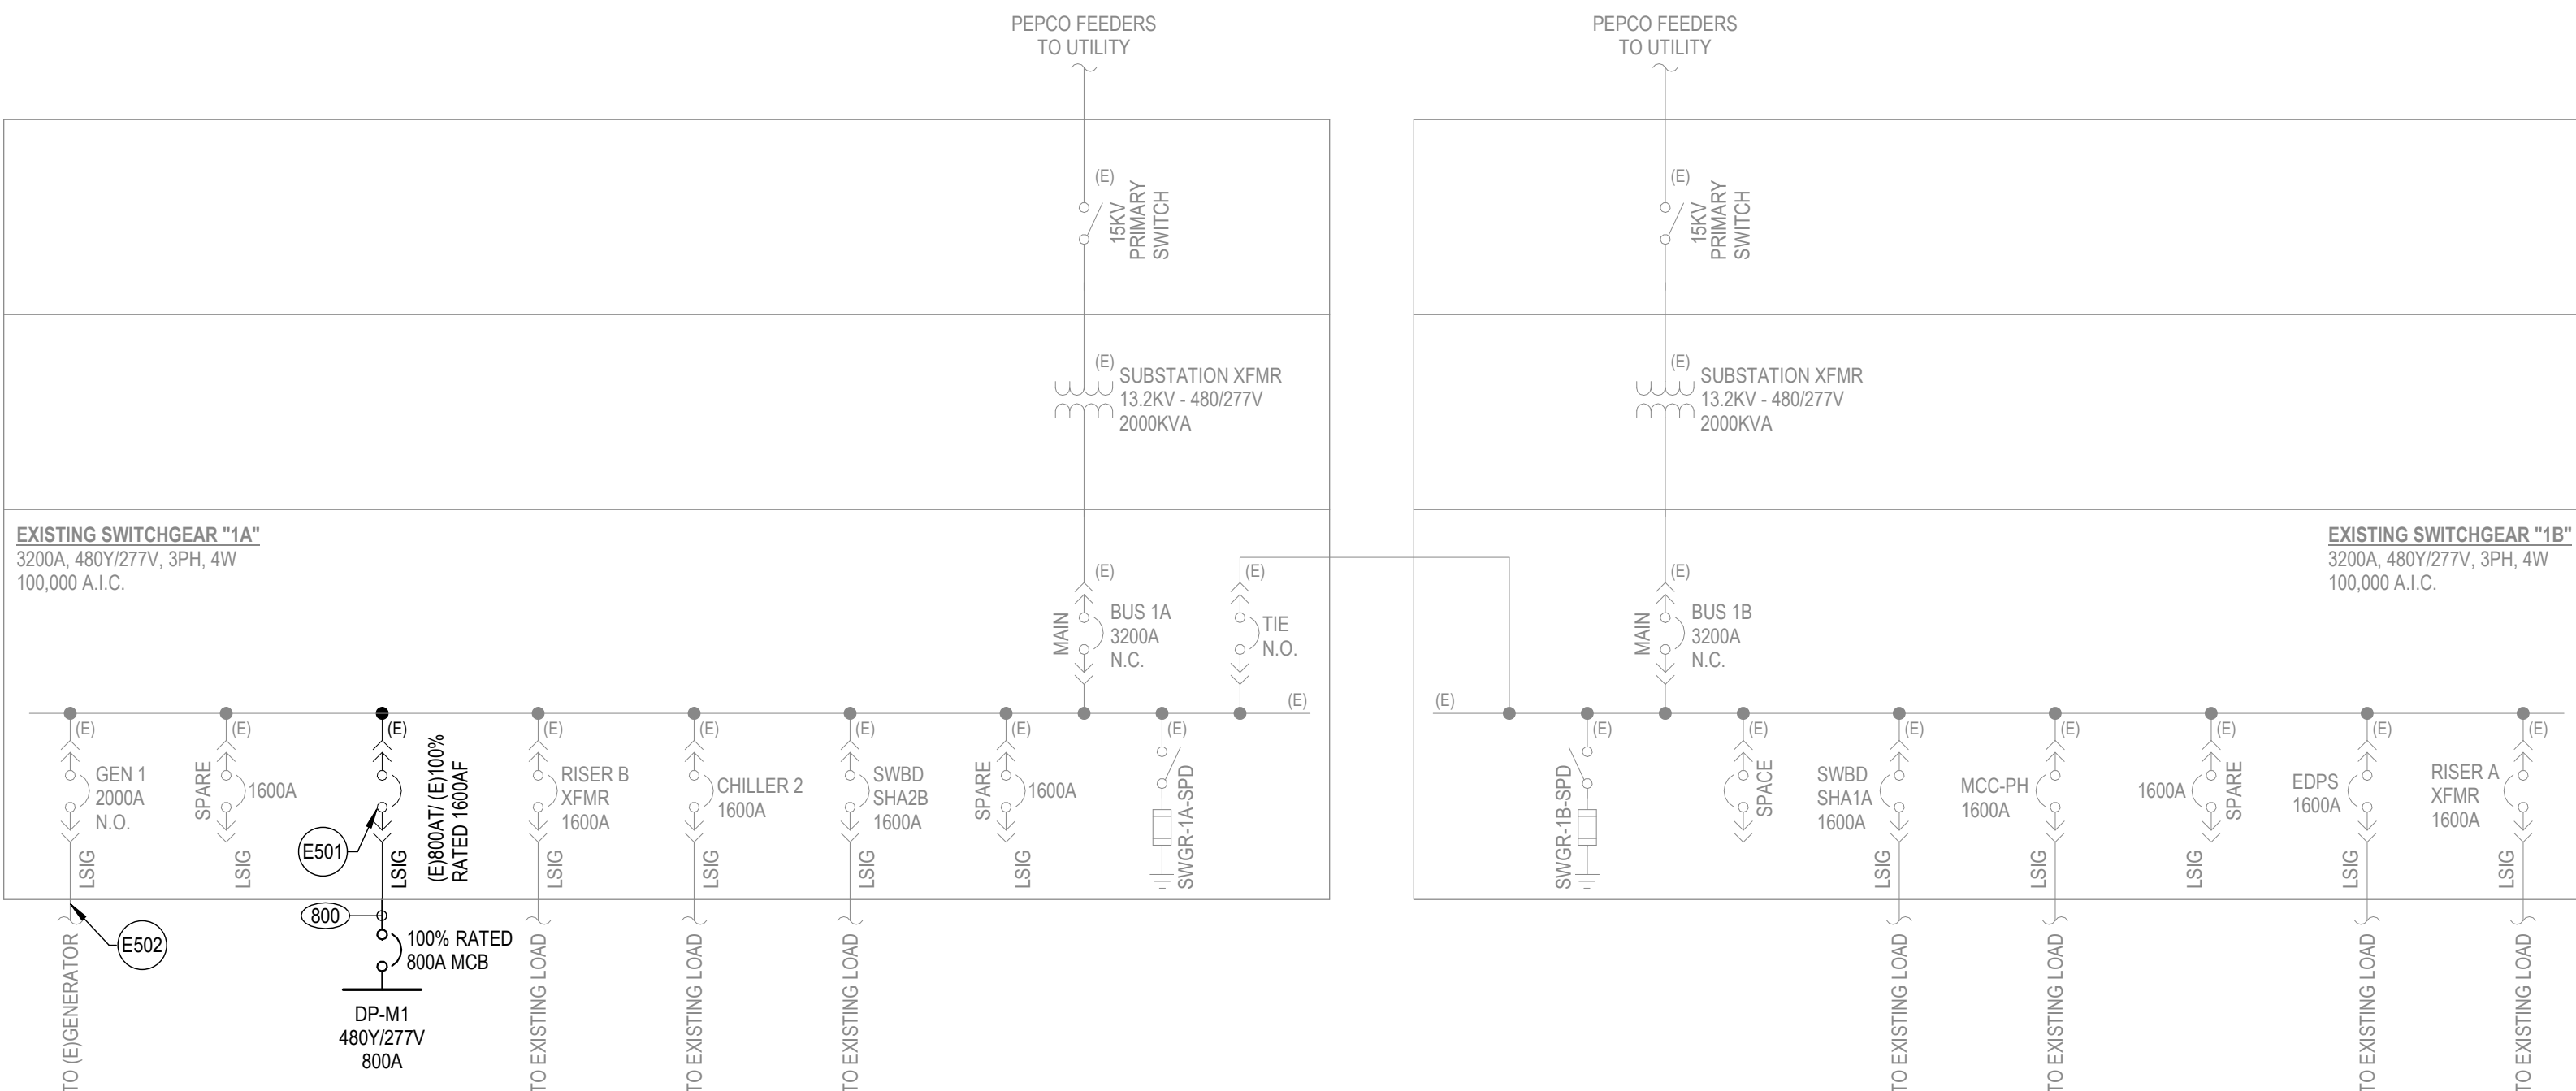 PEPCO FEEDERS
TO UTILITY
PEPCO FEEDERS
TO UTILITY
(E)
15KV
PRIMARY
SWITCH
(E)
15KV
PRIMARY
SWITCH
(E)
SUBSTATION XFMR
13.2KV - 480/277V
2000KVA
(E)
SUBSTATION XFMR
13.2KV - 480/277V
2000KVA
EXISTING SWITCHGEAR "1A"
3200A, 480Y/277V, 3PH, 4W
100,000 A.I.C.
(E)
MAIN
BUS 1A
3200A
N.C.
(E)
TIE
N.O.
(E)
MAIN
BUS 1B
3200A
N.C.
EXISTING SWITCHGEAR "1B"
3200A, 480Y/277V, 3PH, 4W
100,000 A.I.C.
(E)
(E)
(E)
GEN 1
2000A
N.O.
LSIG
(E)
SPARE
1600A
LSIG
(E)
(E)800AT/ (E)100%
RATED 1600AF
E501
LSIG
(E)
RISER B
XFMR
1600A
LSIG
(E)
CHILLER 2
1600A
LSIG
(E)
SWBD
SHA2B
1600A
LSIG
(E)
SPARE
1600A
LSIG
(E)
SWGR-1A-SPD
(E)
SWGR-1B-SPD
(E)
SPACE
(E)
SWBD
SHA1A
1600A
LSIG
(E)
MCC-PH
1600A
LSIG
(E)
1600A
SPARE
LSIG
(E)
EDPS
1600A
LSIG
(E)
RISER A
XFMR
1600A
LSIG
TO (E)GENERATOR
E502
800
100% RATED
800A MCB
DP-M1
480Y/277V
800A
TO EXISTING LOAD
TO EXISTING LOAD
TO EXISTING LOAD
TO EXISTING LOAD
TO EXISTING LOAD
TO EXISTING LOAD
TO EXISTING LOAD